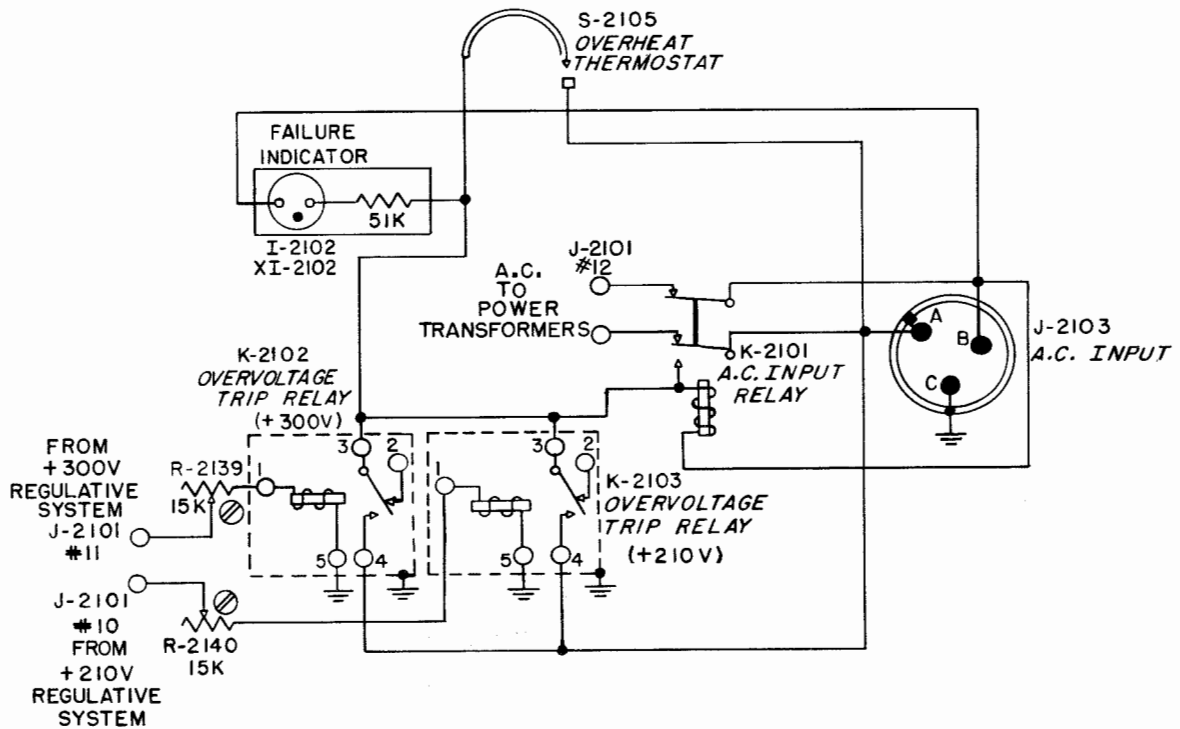 S-2105
OVERHEAT
THERMOSTAT
FAILURE
INDICATOR
51K
I-2102
XI-2102
J-2101
#12
A.C.
TO
POWER
TRANSFORMERS
K-2101
A.C. INPUT
RELAY
A
B
C
J-2103
A.C. INPUT
K-2102
OVERVOLTAGE
TRIP RELAY
(+300V)
3
2
1
5
4
3
2
1
5
4
K-2103
OVERVOLTAGE
TRIP RELAY
(+210V)
FROM
+300V
REGULATIVE
SYSTEM
J-2101
#11
R-2139
15K
J-2101
#10
FROM
+210V
REGULATIVE
SYSTEM
R-2140
15K